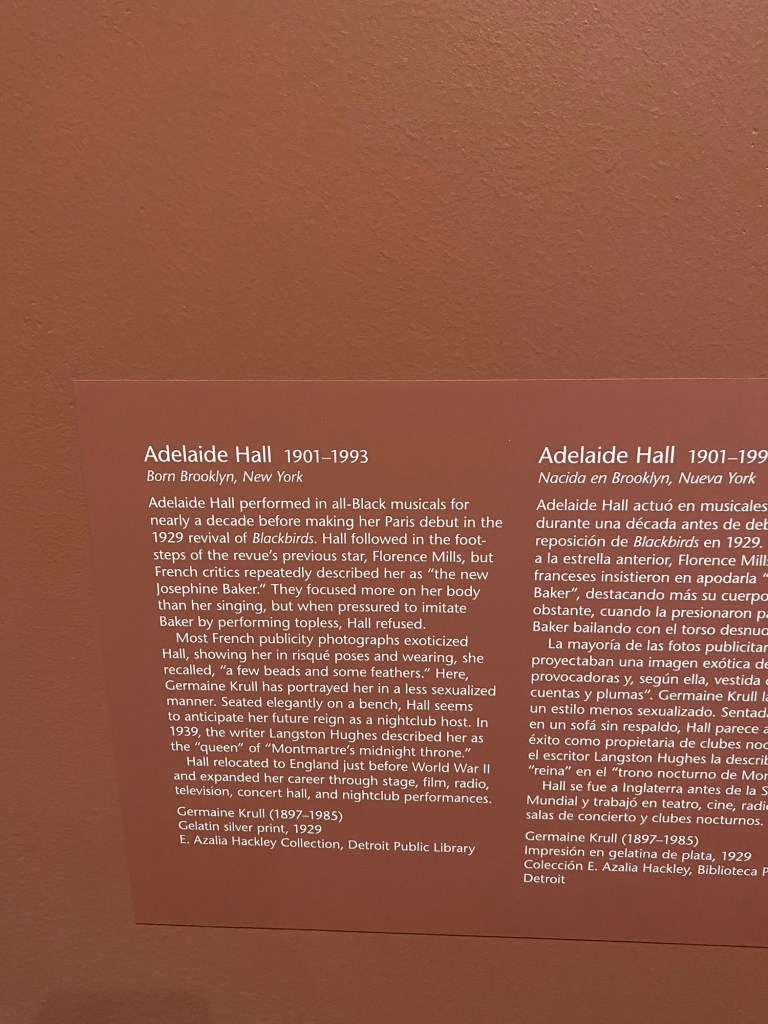 Adelaide Hall 1901–1993
Born Brooklyn, New York
Adelaide Hall performed in all-Black musicals for
nearly a decade before making her Paris debut in the
1929 revival of Blackbirds. Hall followed in the foot-
steps of the revue's previous star, Florence Mills, but
French critics repeatedly described her as "the new
Josephine Baker." They focused more on her body
than her singing, but when pressured to imitate
Baker by performing topless, Hall refused.
Most French publicity photographs exoticized
Hall, showing her in risqué poses and wearing, she
recalled, "a few beads and some feathers." Here,
Germaine Krull has portrayed her in a less sexualized
manner. Seated elegantly on a bench, Hall seems
to anticipate her future reign as a nightclub host. In
1939, the writer Langston Hughes described her as
the "queen" of "Montmartre's midnight throne."
Hall relocated to England just before World War II
and expanded her career through stage, film, radio,
television, concert hall, and nightclub performances.
Germaine Krull (1897–1985)
Gelatin silver print, 1929
E. Azalia Hackley Collection, Detroit Public Library
Adelaide Hall 1901–199
Nacida en Brooklyn, Nueva York
Adelaide Hall actuó en musicales
durante una década antes de deb
reposición de Blackbirds en 1929.
a la estrella anterior, Florence Mills
franceses insistieron en apodarla "
Baker", destacando más su cuerpo
obstante, cuando la presionaron pa
Baker bailando con el torso desnud
La mayoría de las fotos publicitar
proyectaban una imagen exótica de
provocadoras y, según ella, vestida
cuentas y plumas". Germaine Krull la
un estilo menos sexualizado. Sentada
en un sofá sin respaldo, Hall parece a
éxito como propietaria de clubes noc
el escritor Langston Hughes la describ
"reina" en el "trono nocturno de Mon
Hall se fue a Inglaterra antes de la S
Mundial y trabajó en teatro, cine, radi
salas de concierto y clubes nocturnos.
Germaine Krull (1897–1985)
Impresión en gelatina de plata, 1929
Colección E. Azalia Hackley, Biblioteca P
Detroit